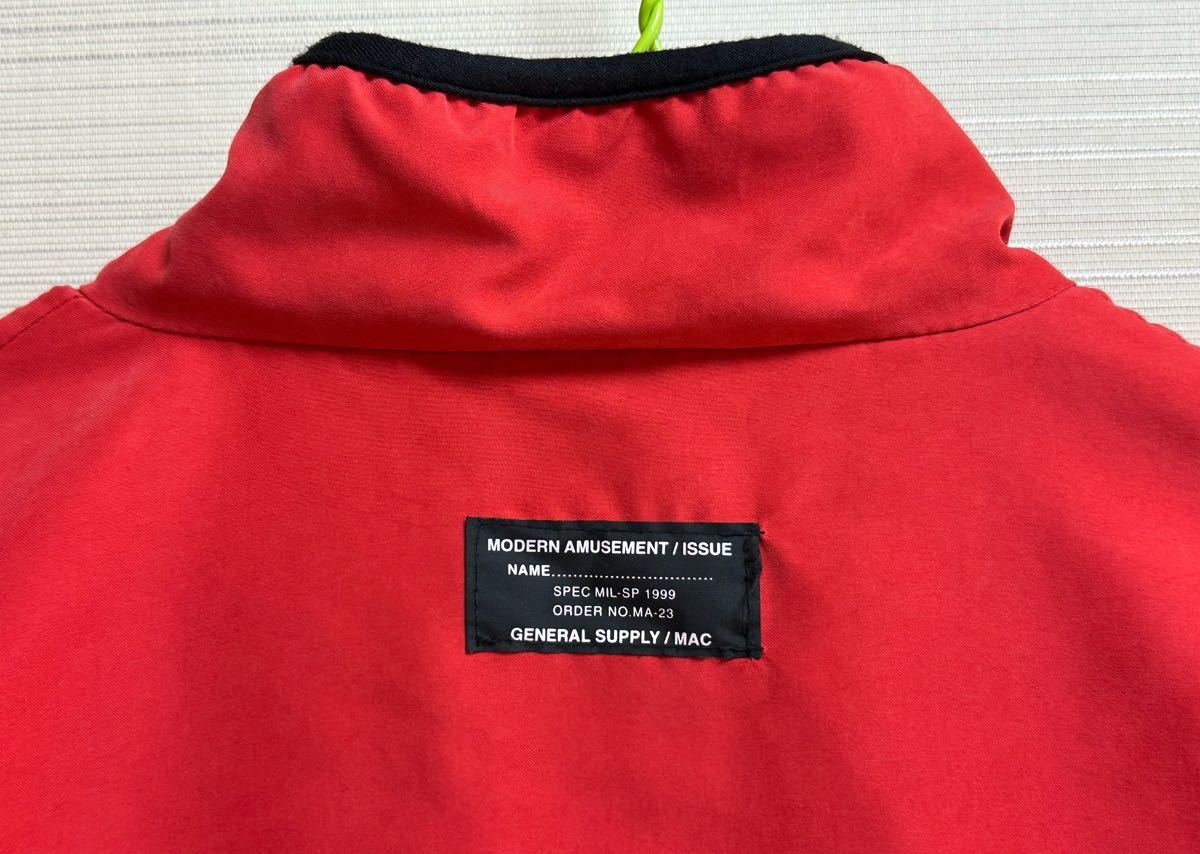 MODERN AMUSEMENT / ISSUE
NAME..............................
SPEC MIL-SP 1999
ORDER NO.MA-23
GENERAL SUPPLY / MAC